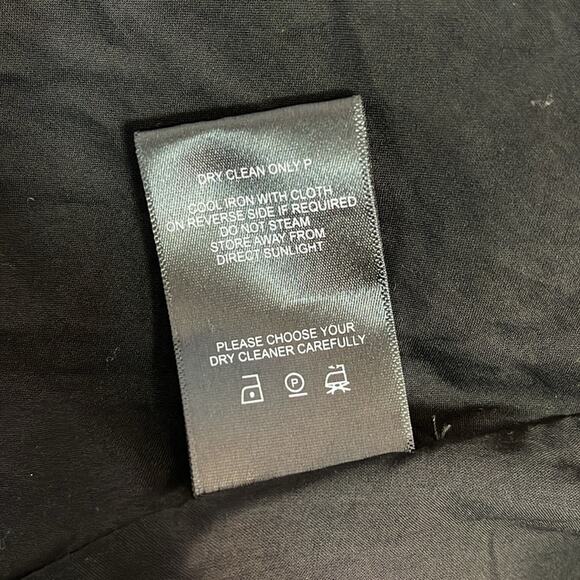 DRY CLEAN ONLY P
COOL IRON WITH CLOTH
ON REVERSE SIDE IF REQUIRED
DO NOT STEAM
STORE AWAY FROM
DIRECT SUNLIGHT
PLEASE CHOOSE YOUR
DRY CLEANER CAREFULLY
P